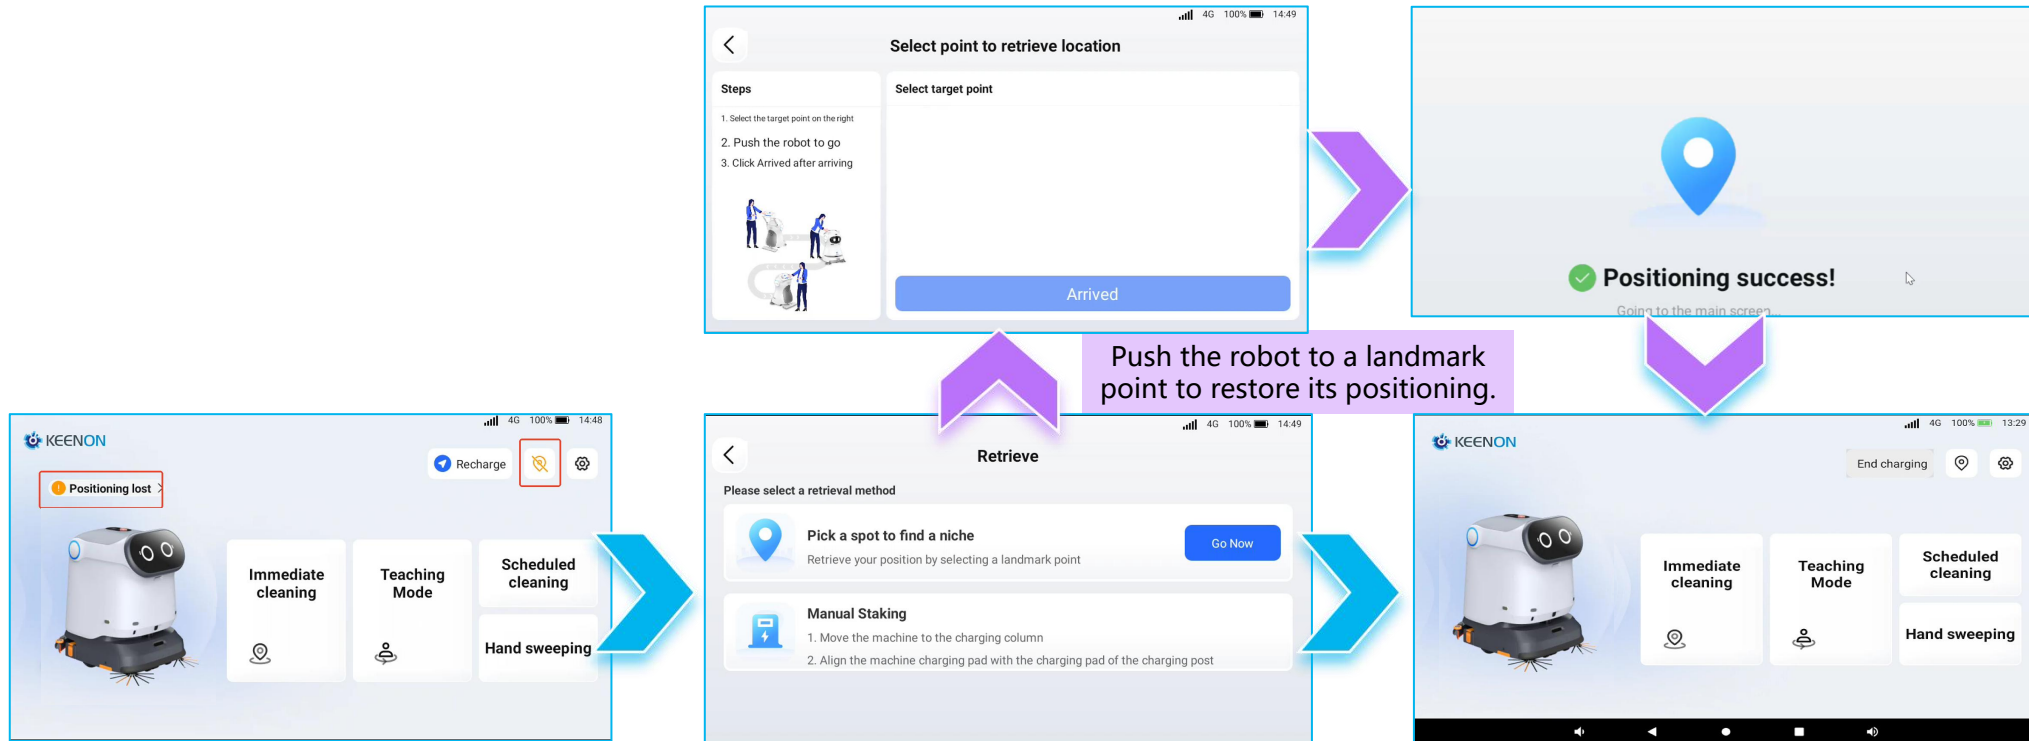 4G 100% 14:49
Select point to retrieve location
Steps
1. Select the target point on the right
2. Push the robot to go
3. Click Arrived after arriving
Select target point
Arrived
Positioning success!
Going to the main screen...
Push the robot to a landmark
point to restore its positioning.
4G 100% 14:48
KEENON
Recharge
Positioning lost >
Immediate
cleaning
Teaching
Mode
Scheduled
cleaning
Hand sweeping
4G 100% 14:49
Retrieve
Please select a retrieval method
Pick a spot to find a niche
Retrieve your position by selecting a landmark point
Go Now
Manual Staking
1. Move the machine to the charging column
2. Align the machine charging pad with the charging pad of the charging post
4G 100% 13:29
KEENON
End charging
Immediate
cleaning
Teaching
Mode
Scheduled
cleaning
Hand sweeping